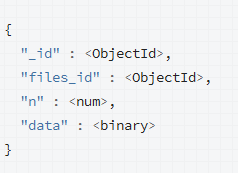 {
"_id" : <ObjectId>,
"files_id" : <ObjectId>,
"n" : <num>,
"data" : <binary>
}